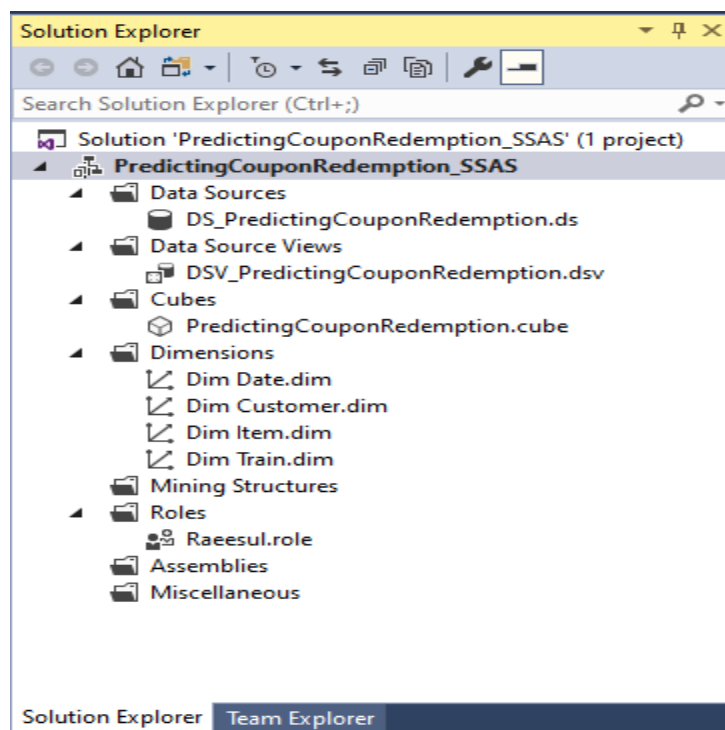 Solution Explorer
Search Solution Explorer (Ctrl+;)
Solution 'PredictingCouponRedemption_SSAS' (1 project)
PredictingCouponRedemption_SSAS
Data Sources
DS_PredictingCouponRedemption.ds
Data Source Views
DSV_PredictingCouponRedemption.dsv
Cubes
PredictingCouponRedemption.cube
Dimensions
Dim Date.dim
Dim Customer.dim
Dim Item.dim
Dim Train.dim
Mining Structures
Roles
Raeesul.role
Assemblies
Miscellaneous
Solution Explorer Team Explorer